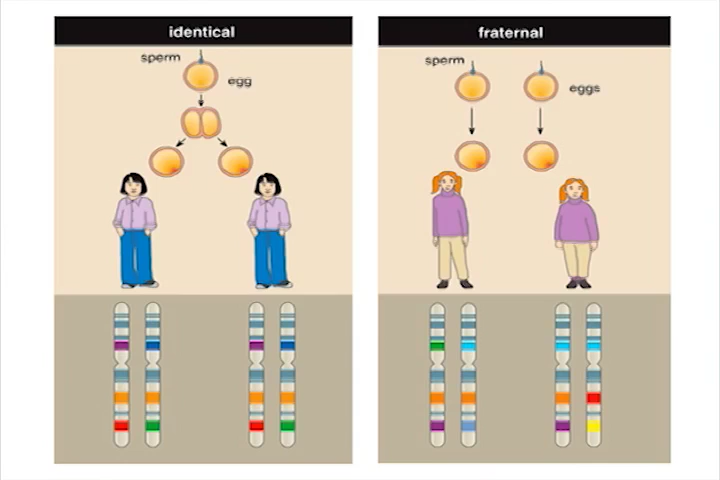 identical
sperm
egg
fraternal
sperm
eggs